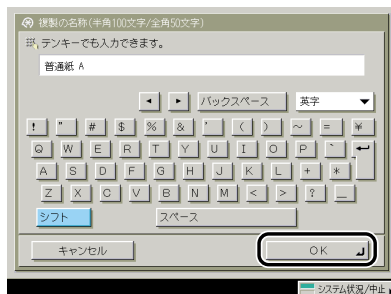 複製の名称(半角100文字/全角50文字)
テンキーでも入力できます。
普通紙 A
◄ ► バックスペース 英字 ▼
! " # $ % & ' ( ) ~ = ¥
Q W E R T Y U I O P ` ↵
A S D F G H J K L + *
Z X C V B N M < > ? _
シフト スペース
キャンセル OK
システム状況/中止